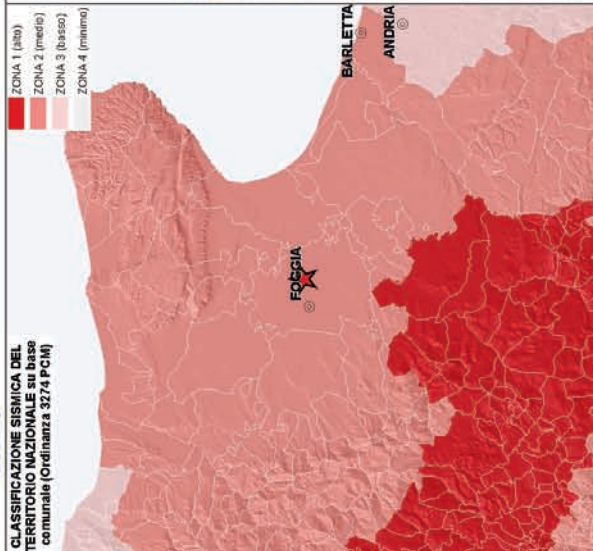 CLASSIFICAZIONE SISMICA DEL
TERRITORIO NAZIONALE su base
comunale (Ordinanza 3274 PCM)
ZONA 1 (alto)
ZONA 2 (medio)
ZONA 3 (basso)
ZONA 4 (minimo)
FOGGIA
BARLETTA
ANDRIA